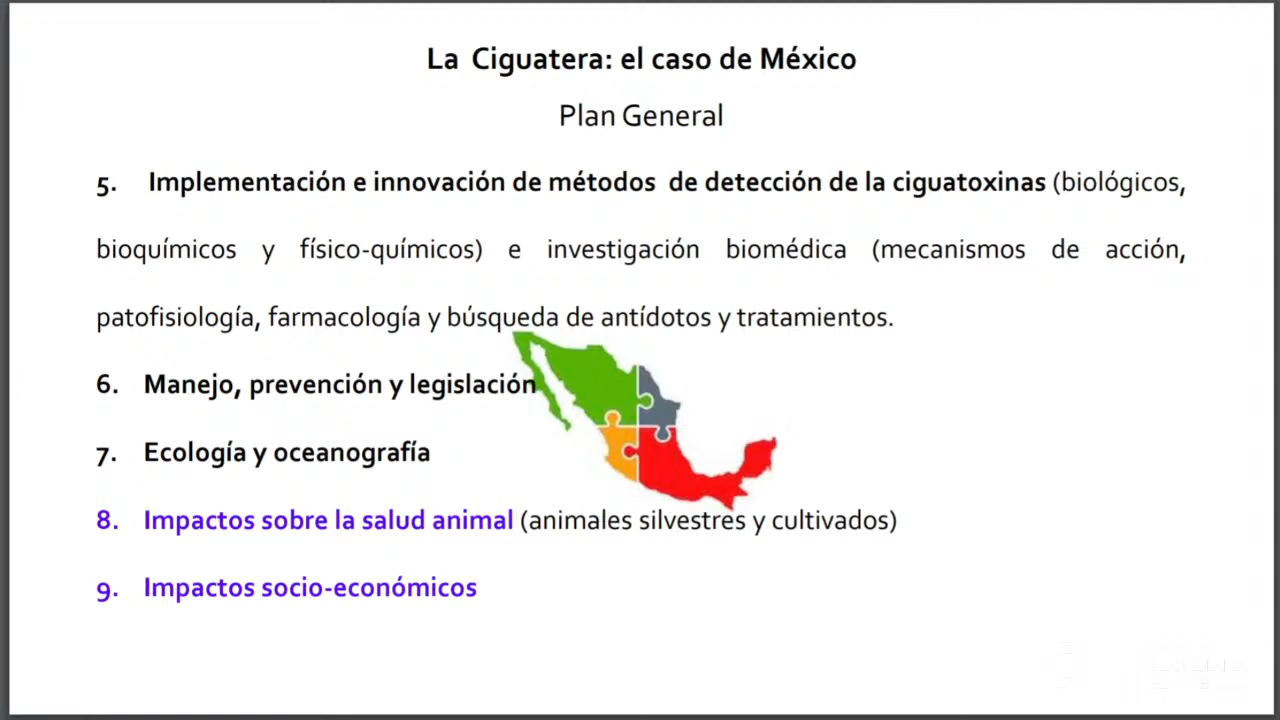 La Ciguatera: el caso de México
Plan General
5. Implementación e innovación de métodos de detección de la ciguatoxinas (biológicos,
bioquímicos y físico-químicos) e investigación biomédica (mecanismos de acción,
patofisiología, farmacología y búsqueda de antídotos y tratamientos.
6. Manejo, prevención y legislación
7. Ecología y oceanografía
8. Impactos sobre la salud animal (animales silvestres y cultivados)
9. Impactos socio-económicos